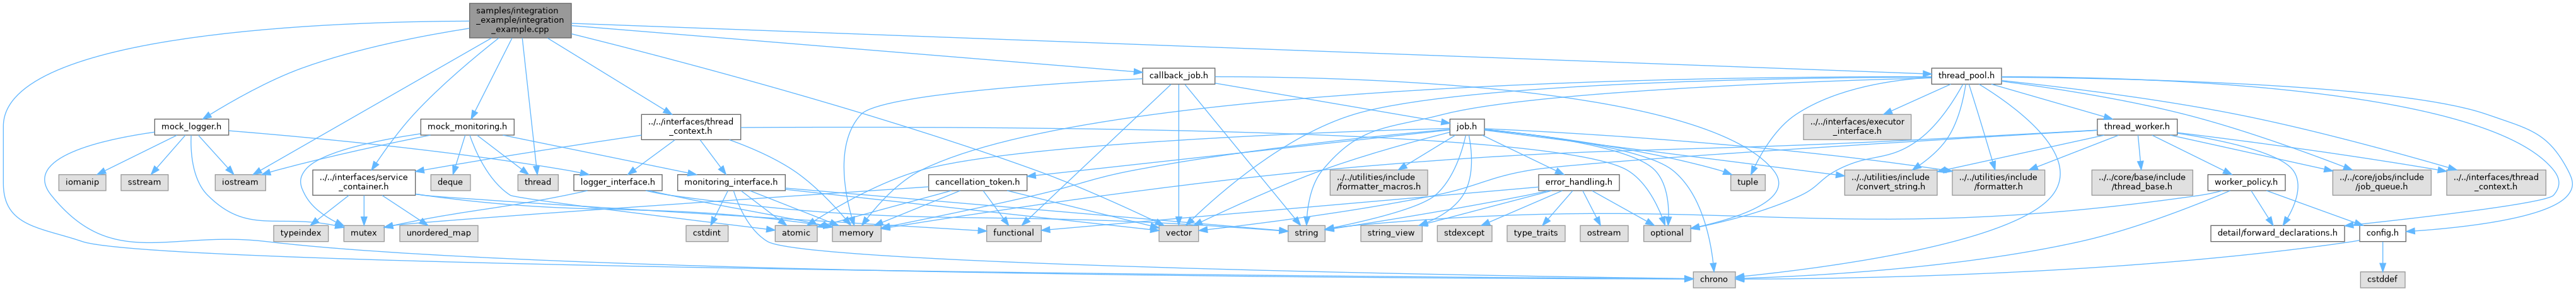 samples/integration
_example/integration
_example.cpp
callback_job.h
thread_pool.h
mock_logger.h
mock_monitoring.h
../../interfaces/thread
_context.h
job.h
../../interfaces/executor
_interface.h
thread_worker.h
iomanip
sstream
iostream
../../interfaces/service
_container.h
deque
thread
logger_interface.h
monitoring_interface.h
cancellation_token.h
../../utilities/include
/formatter_macros.h
error_handling.h
tuple
../../utilities/include
/convert_string.h
../../utilities/include
/formatter.h
../../core/base/include
/thread_base.h
worker_policy.h
../../core/jobs/include
/job_queue.h
../../interfaces/thread
_context.h
typeindex
mutex
unordered_map
cstdint
atomic
memory
functional
vector
string
string_view
stdexcept
type_traits
ostream
optional
detail/forward_declarations.h
config.h
chrono
cstddef